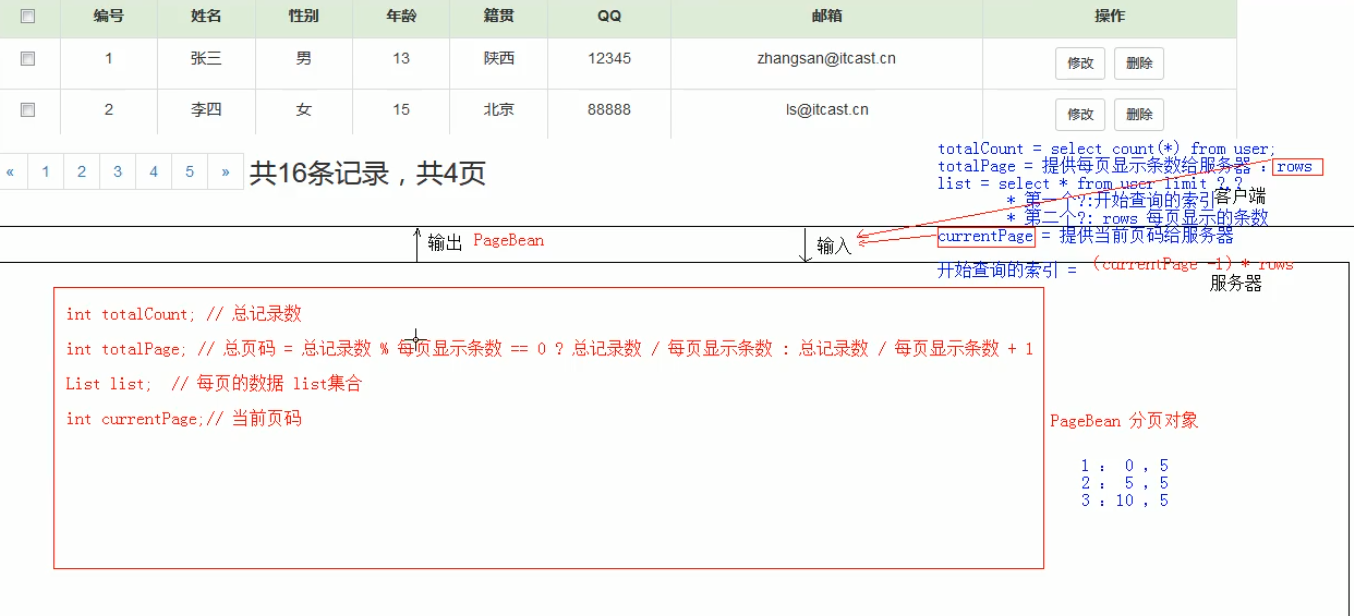 编号 姓名 性别 年龄 籍贯 QQ 邮箱 操作
1 张三 男 13 陕西 12345 zhangsan@itcast.cn 修改 删除
2 李四 女 15 北京 88888 ls@itcast.cn 修改 删除
« 1 2 3 4 5 » 共16条记录，共4页
totalCount = select count(*) from user;
totalPage = 提供每页显示条数给服务器 : rows
list = select * from user limit ?,?
* 第一个?:开始查询的索引
客户端
* 第二个?: rows 每页显示的条数
currentPage = 提供当前页码给服务器
输出 PageBean
输入
开始查询的索引 = (currentPage -1) * rows
服务器
int totalCount; // 总记录数
int totalPage; // 总页码 = 总记录数 % 每页显示条数 == 0 ? 总记录数 / 每页显示条数 : 总记录数 / 每页显示条数 + 1
List list; // 每页的数据 list集合
int currentPage;// 当前页码
PageBean 分页对象
1 : 0 , 5
2 : 5 , 5
3 : 10 , 5